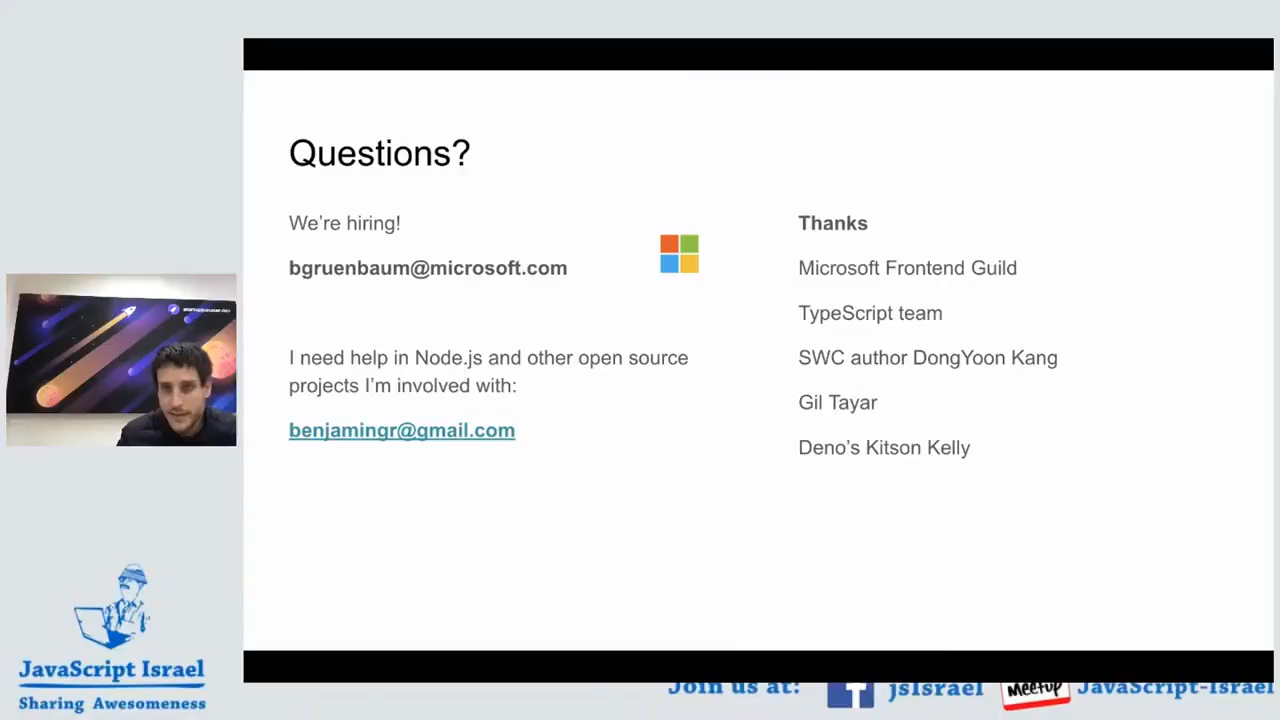 Questions?
We're hiring!
bgruenbaum@microsoft.com
I need help in Node.js and other open source
projects I'm involved with:
benjamingr@gmail.com
Thanks
Microsoft Frontend Guild
TypeScript team
SWC author DongYoon Kang
Gil Tayar
Deno's Kitson Kelly
JavaScript Israel
Sharing Awesomeness
Join us at: f jsIsrael Meetup JavaScript-Israel